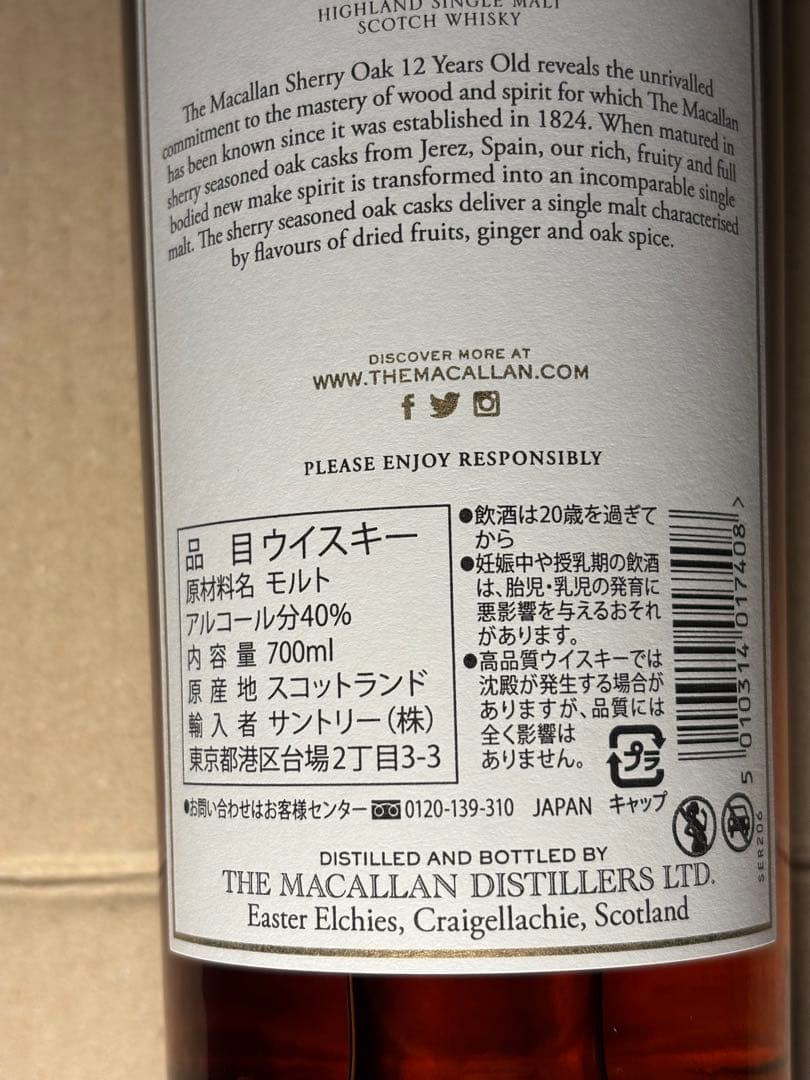 HIGHLAND SINGLE MALT
SCOTCH WHISKY
The Macallan Sherry Oak 12 Years Old reveals the unrivalled
commitment to the mastery of wood and spirit for which The Macallan
has been known since it was established in 1824. When matured in
sherry seasoned oak casks from Jerez, Spain, our rich, fruity and full
bodied new make spirit is transformed into an incomparable single
malt. The sherry seasoned oak casks deliver a single malt characterised
by flavours of dried fruits, ginger and oak spice.
DISCOVER MORE AT
WWW.THEMACALLAN.COM
PLEASE ENJOY RESPONSIBLY
品 目 ウイスキー
原材料名 モルト
アルコール分40%
内容量 700ml
原産地 スコットランド
輸入者 サントリー(株)
東京都港区台場2丁目3-3
●飲酒は20歳を過ぎて
から
●妊娠中や授乳期の飲酒
は、胎児・乳児の発育に
悪影響を与えるおそれ
があります。
●高品質ウイスキーでは
沈殿が発生する場合が
ありますが、品質には
全く影響は
ありません。
プラ
キャップ
5 010314 017408 >
●お問い合わせはお客様センター 0120-139-310 JAPAN
SER206
DISTILLED AND BOTTLED BY
THE MACALLAN DISTILLERS LTD.
Easter Elchies, Craigellachie, Scotland